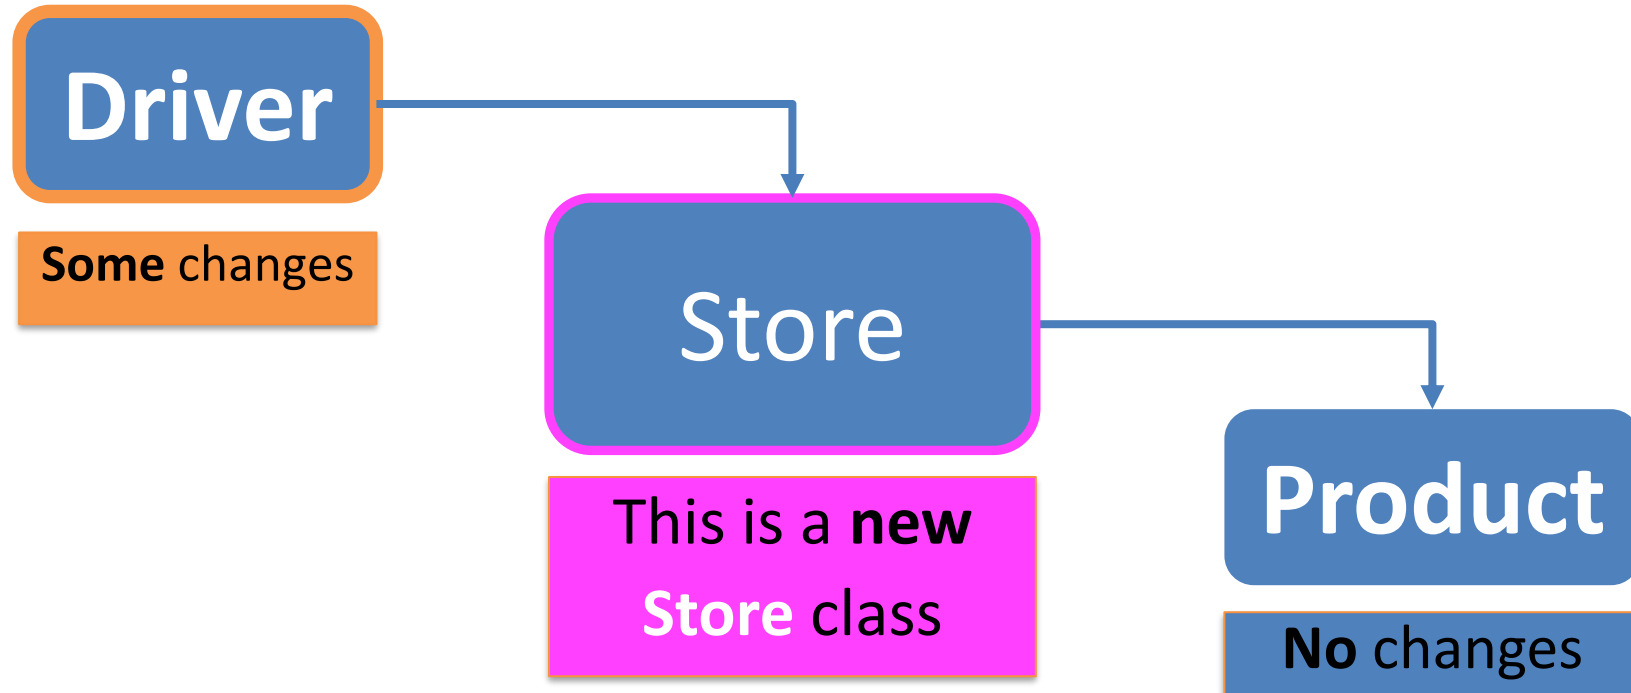 Driver
Some changes
Store
This is a new
Store class
Product
No changes